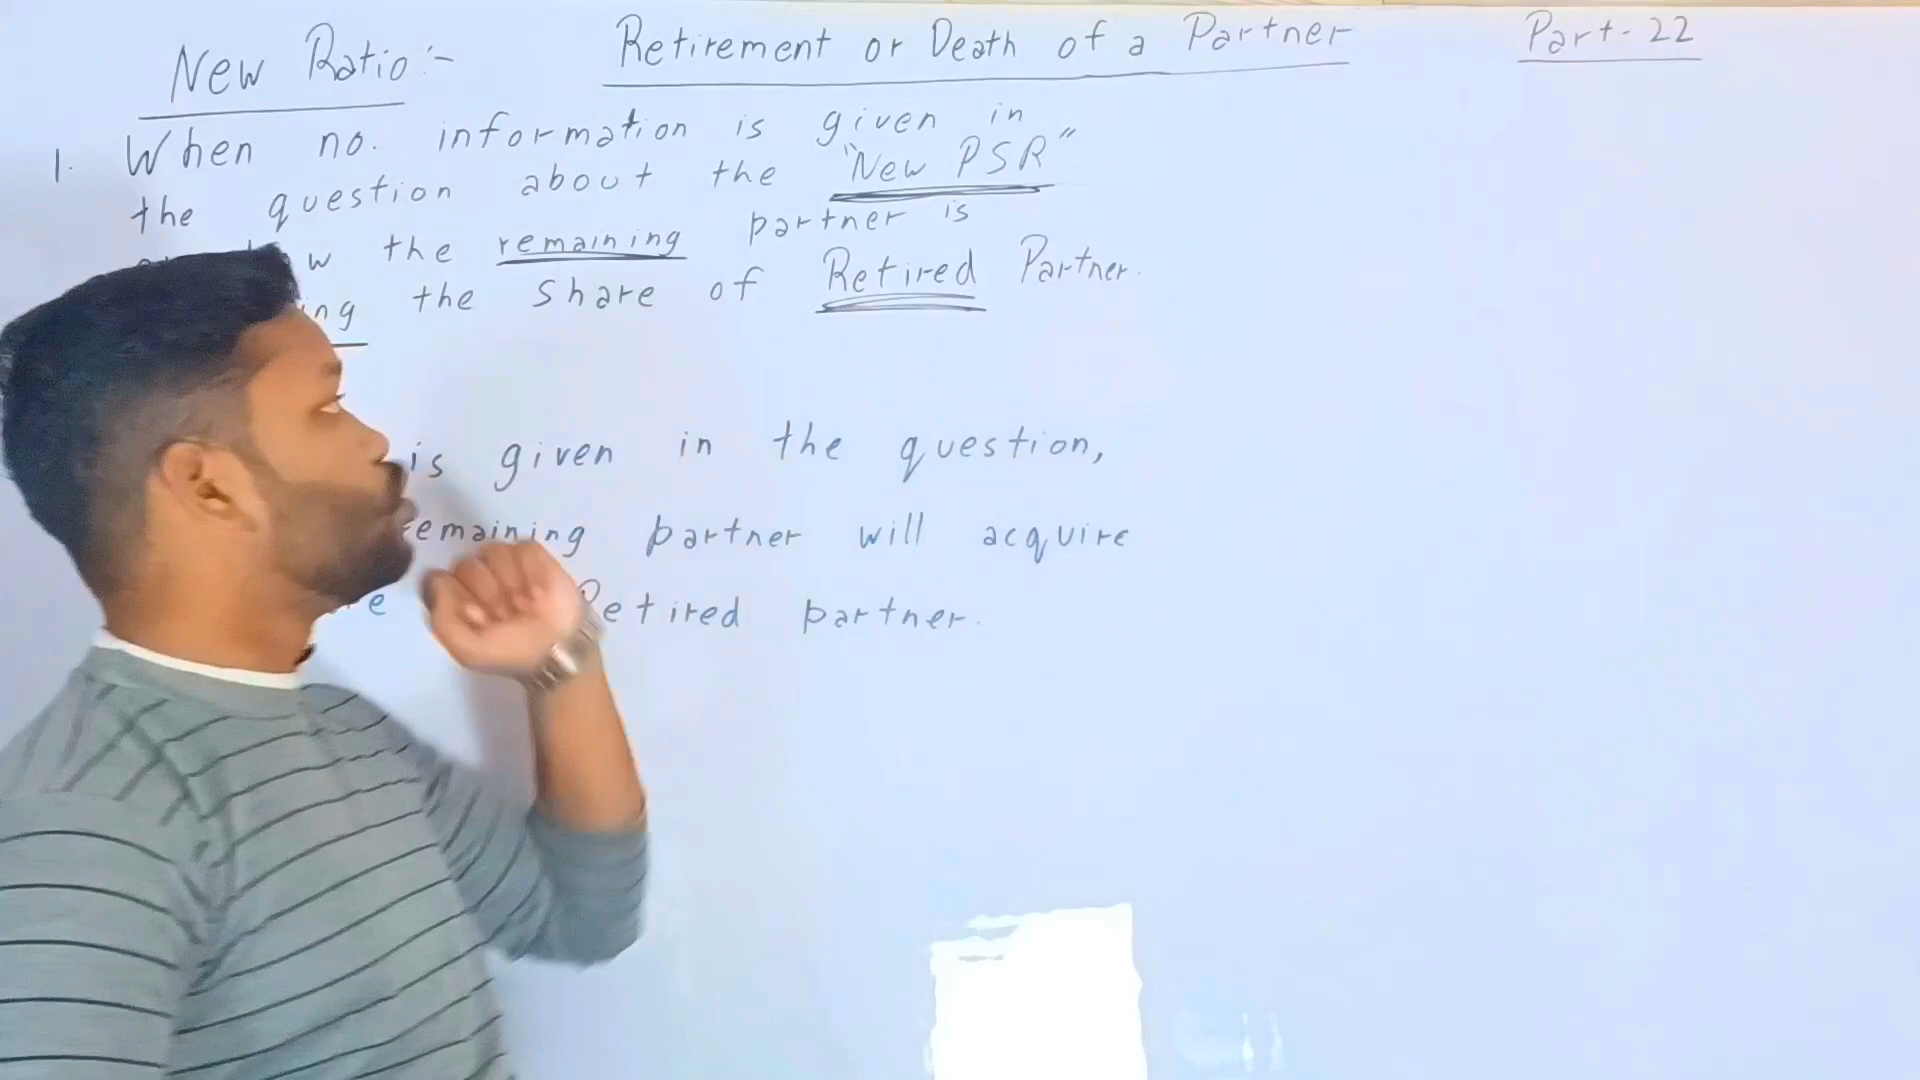 New Ratio :-
Retirement or Death of a Partner
Part-22
1. When no. information is given in
the question about the "New PSR"
the remaining partner is
the share of Retired Partner.
is given in the question,
remaining partner will acquire
Retired partner.